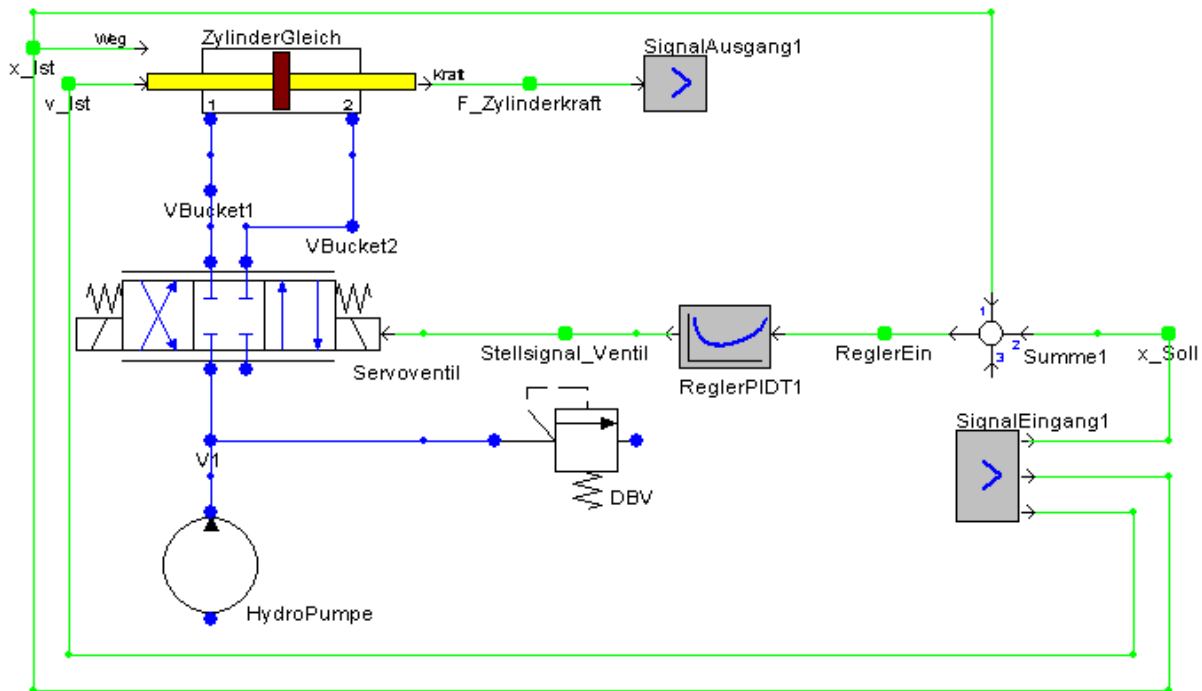 Weg
ZylinderGleich
SignalAusgang1
x_Ist
Kraft
v_Ist
1
2
F_Zylinderkraft
VBucket1
VBucket2
1
Stellsignal_Ventil
ReglerEin
2
Summe1
x_Soll
3
Servoventil
ReglerPIDT1
SignalEingang1
V1
DBV
HydroPumpe